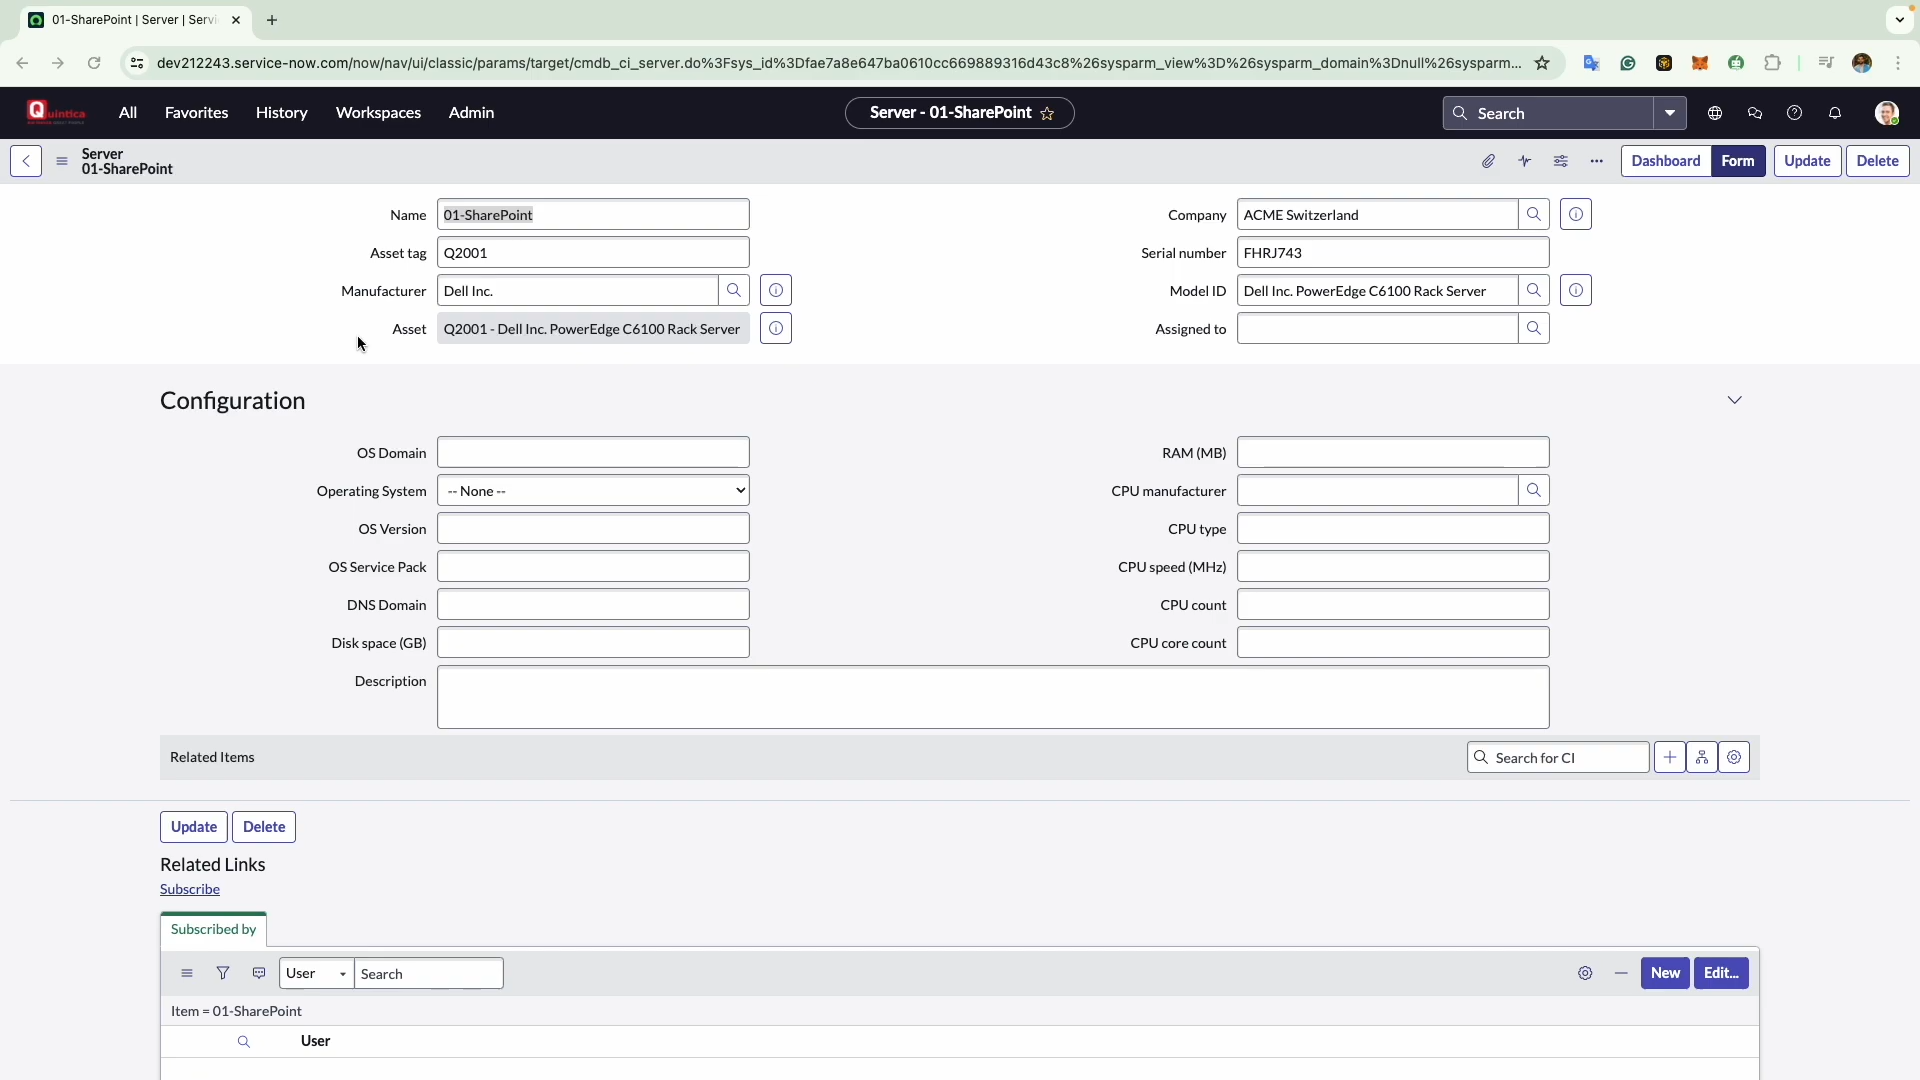 01-SharePoint | Server | Servi
dev212243.service-now.com/now/nav/ui/classic/params/target/cmdb_ci_server.do%3Fsys_id%3Dfae7a8e647ba0610cc669889316d43c8%26sysparm_view%3D%26sysparm_domain%3Dnull%26sysparm...
Quintica All Favorites History Workspaces Admin Server - 01-SharePoint Search
Server
01-SharePoint
Dashboard Form Update Delete
Name 01-SharePoint Company ACME Switzerland
Asset tag Q2001 Serial number FHRJ743
Manufacturer Dell Inc. Model ID Dell Inc. PowerEdge C6100 Rack Server
Asset Q2001 - Dell Inc. PowerEdge C6100 Rack Server Assigned to
Configuration
OS Domain RAM (MB)
Operating System -- None -- CPU manufacturer
OS Version CPU type
OS Service Pack CPU speed (MHz)
DNS Domain CPU count
Disk space (GB) CPU core count
Description
Related Items Search for CI
Update Delete
Related Links
Subscribe
Subscribed by
User Search New Edit...
Item = 01-SharePoint
User